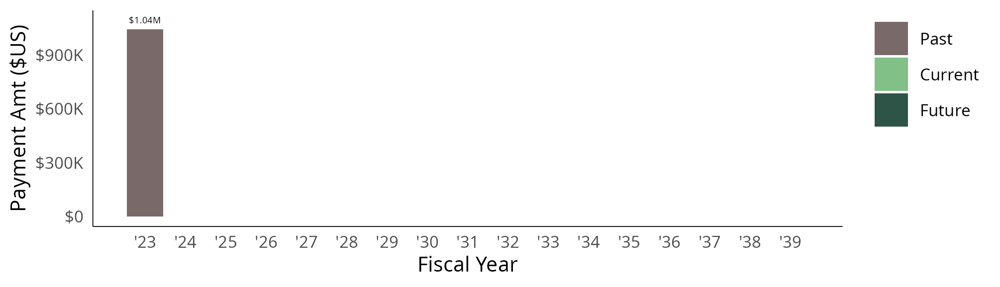 $1.04M
Payment Amt ($US)
$900K
$600K
$300K
$0
'23 '24 '25 '26 '27 '28 '29 '30 '31 '32 '33 '34 '35 '36 '37 '38 '39
Fiscal Year
Past
Current
Future